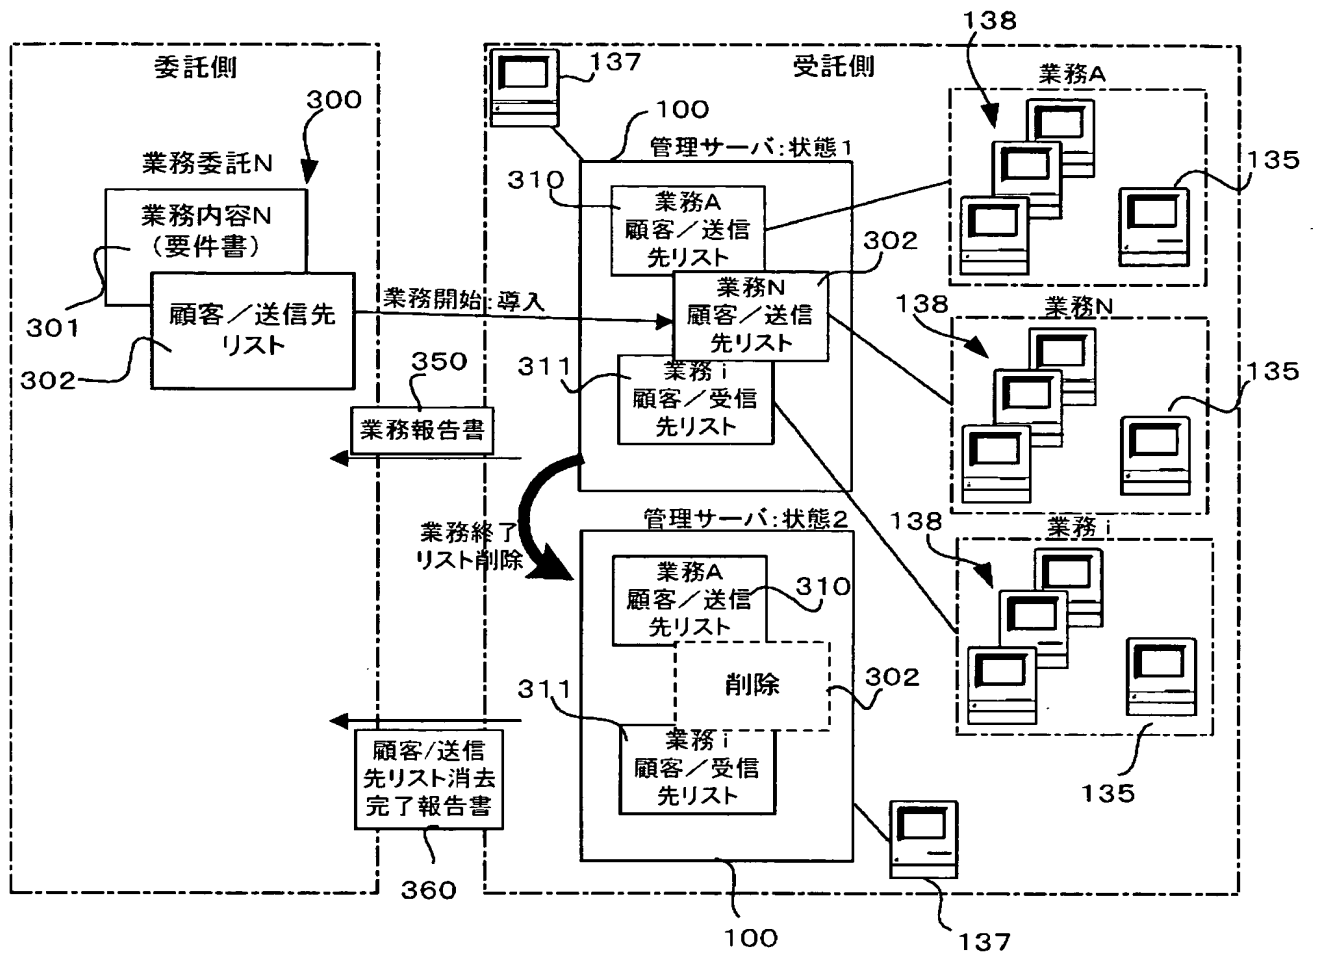 委託側
300
業務委託N
業務内容N
(要件書)
301
顧客／送信先
リスト
302
業務開始:導入
350
業務報告書
業務終了
リスト削除
顧客/送信
先リスト消去
完了報告書
360
受託側
137
100
管理サーバ:状態1
310
業務A
顧客／送信
先リスト
302
業務N
顧客／送信
先リスト
311
業務i
顧客／受信
先リスト
管理サーバ:状態2
業務A
顧客／送信
先リスト
310
削除
302
311
業務i
顧客／受信
先リスト
100
137
138
業務A
135
業務N
138
135
業務i
138
135